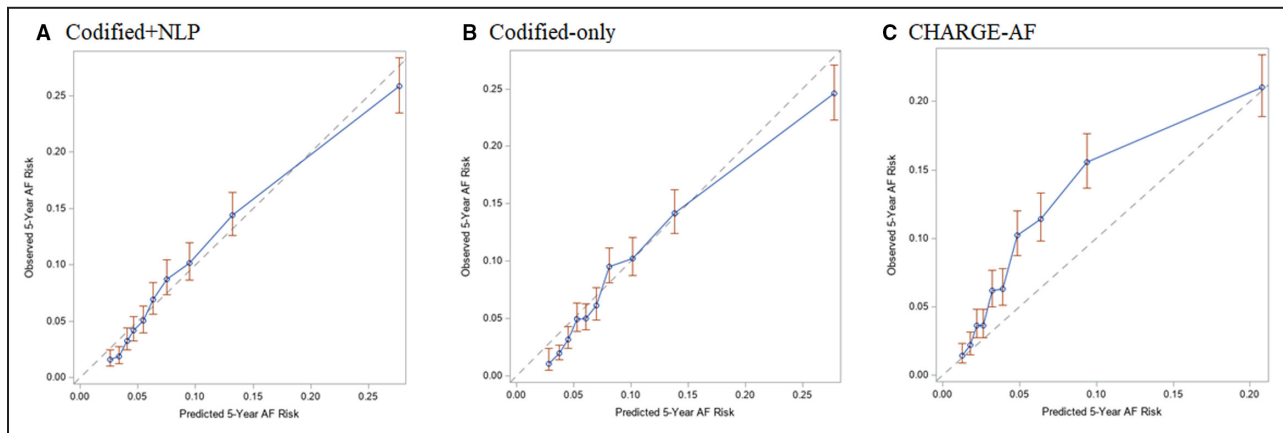 A Codified+NLP
B Codified-only
C CHARGE-AF
Observed 5-Year AF Risk
0.25
0.20
0.15
0.10
0.05
0.00
0.00 0.05 0.10 0.15 0.20 0.25
Predicted 5-Year AF Risk
Observed 5-Year AF Risk
0.25
0.20
0.15
0.10
0.05
0.00
0.00 0.05 0.10 0.15 0.20 0.25
Predicted 5-Year AF Risk
Observed 5-Year AF Risk
0.20
0.15
0.10
0.05
0.00
0.00 0.05 0.10 0.15 0.20
Predicted 5-Year AF Risk